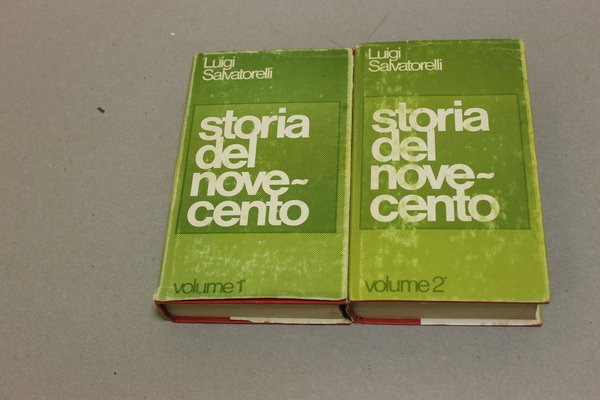 Luigi
Salvatorelli
storia
del
nove~
cento
volume 1°
Luigi
Salvatorelli
storia
del
nove~
cento
volume 2°